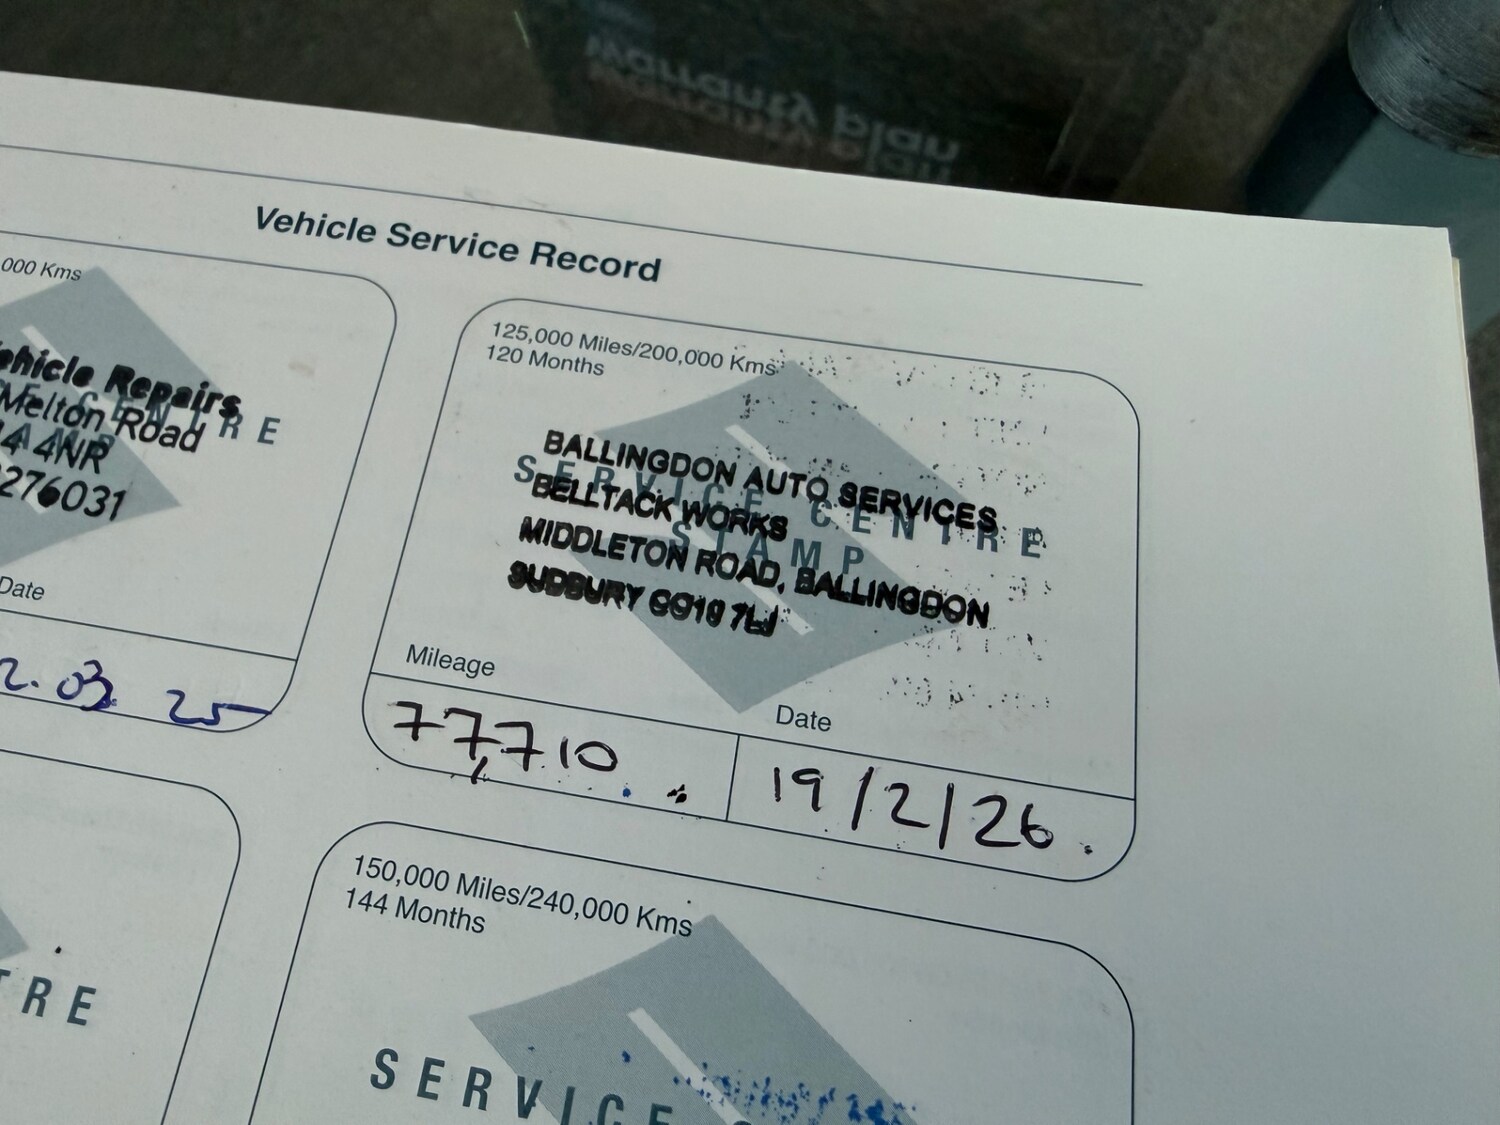 warranty plan
Vehicle Service Record
000 Kms
ehicle Repairs
Melton Road
4 4NR
276031
CENTRE
Date
2.03.25
125,000 Miles/200,000 Kms
120 Months
SERVICE CENTRE
STAMP
BALLINGDON AUTO SERVICES
BELLTACK WORKS
MIDDLETON ROAD, BALLINGDON
SUDBURY CO10 7LJ
Mileage
Date
77,710
19/2/26
TRE
150,000 Miles/240,000 Kms
144 Months
SERVICE